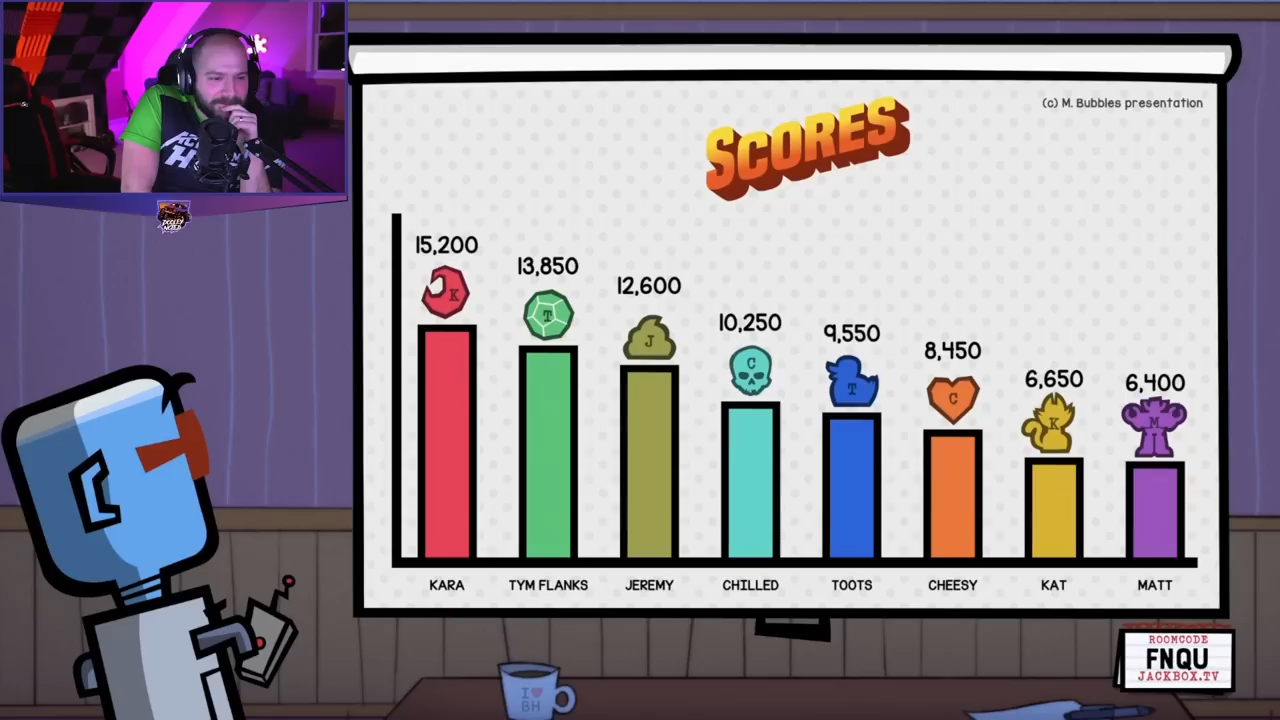 (c) M. Bubbles presentation
SCORES
15,200
13,850
12,600
10,250
9,550
8,450
6,650
6,400
K
T
J
C
T
C
K
M
KARA
TYM FLANKS
JEREMY
CHILLED
TOOTS
CHEESY
KAT
MATT
ROOMCODE
FNQU
JACKBOX.TV
I ♥
BH